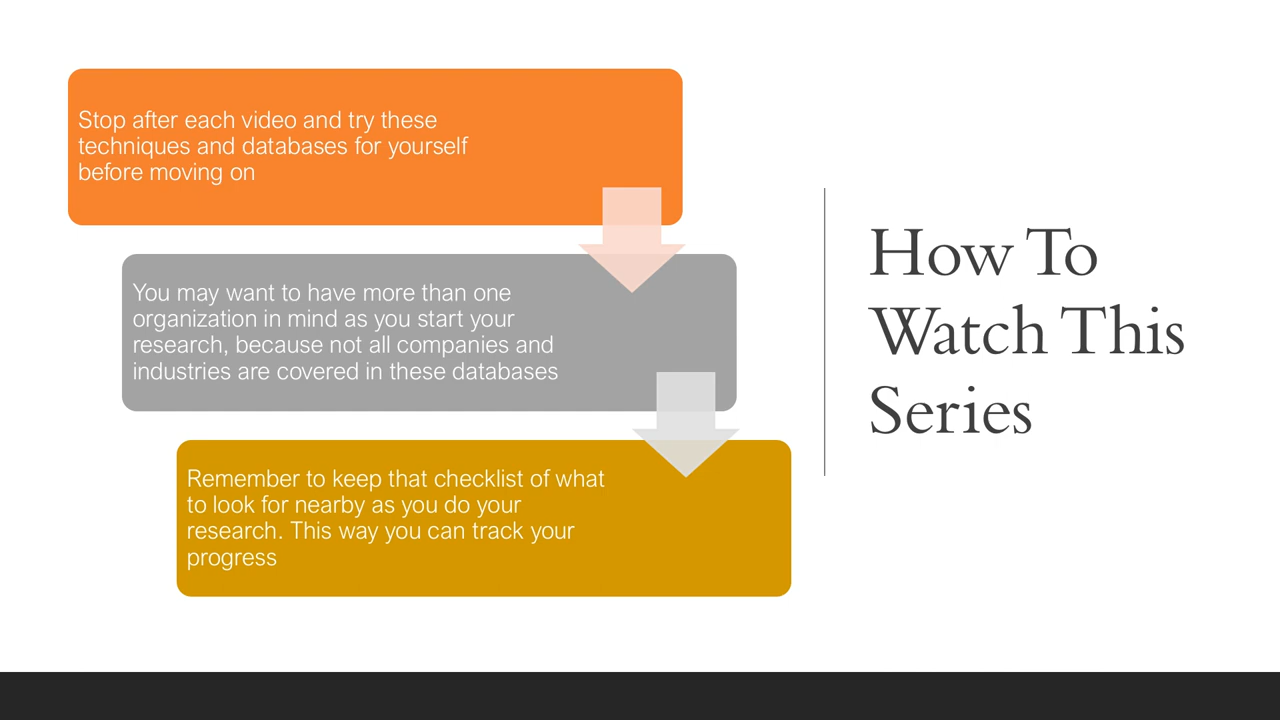 Stop after each video and try these
techniques and databases for yourself
before moving on
You may want to have more than one
organization in mind as you start your
research, because not all companies and
industries are covered in these databases
Remember to keep that checklist of what
to look for nearby as you do your
research. This way you can track your
progress
How To
Watch This
Series